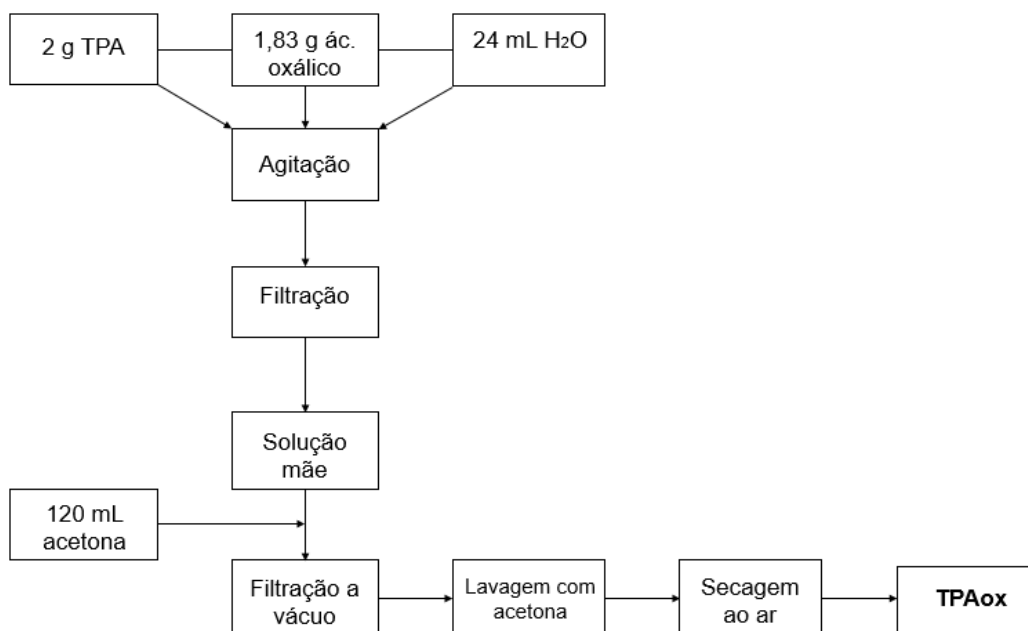 2 g TPA
1,83 g ác.
oxálico
24 mL H₂O
Agitação
Filtração
Solução
mãe
120 mL
acetona
Filtração a
vácuo
Lavagem com
acetona
Secagem
ao ar
TPAox